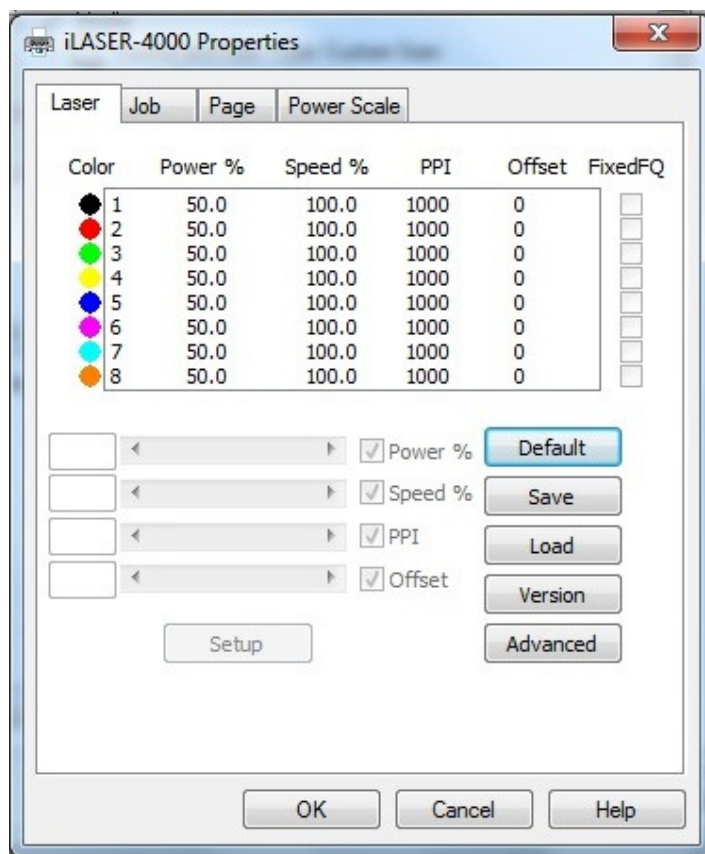 iLASER-4000 Properties
Laser Job Page Power Scale
Color Power % Speed % PPI Offset FixedFQ
1 50.0 100.0 1000 0
2 50.0 100.0 1000 0
3 50.0 100.0 1000 0
4 50.0 100.0 1000 0
5 50.0 100.0 1000 0
6 50.0 100.0 1000 0
7 50.0 100.0 1000 0
8 50.0 100.0 1000 0
Power % Default
Speed % Save
PPI Load
Offset Version
Setup Advanced
OK Cancel Help